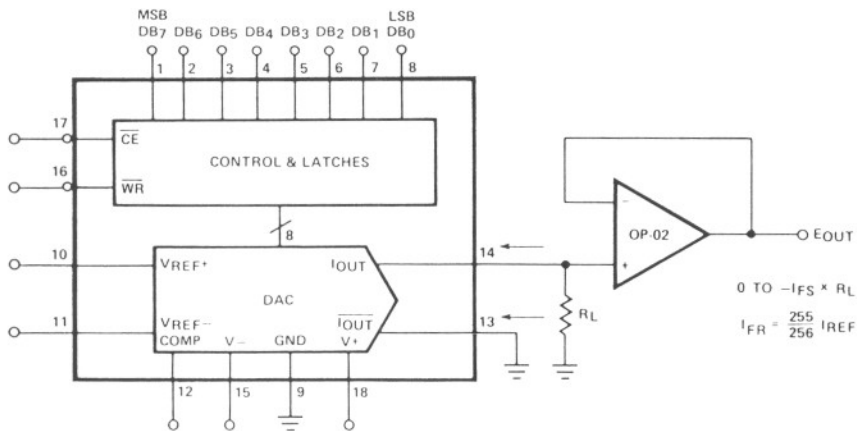 MSB LSB
DB7 DB6 DB5 DB4 DB3 DB2 DB1 DB0
1 2 3 4 5 6 7 8
17 CE
CONTROL & LATCHES
16 WR
8
OP-02
- 
+
EOUT
10 VREF+ IOUT 14
DAC
11 VREF- IOUT 13
COMP V- GND V+
12 15 9 18
RL
0 TO -IFS × RL
IFR = 255/256 IREF